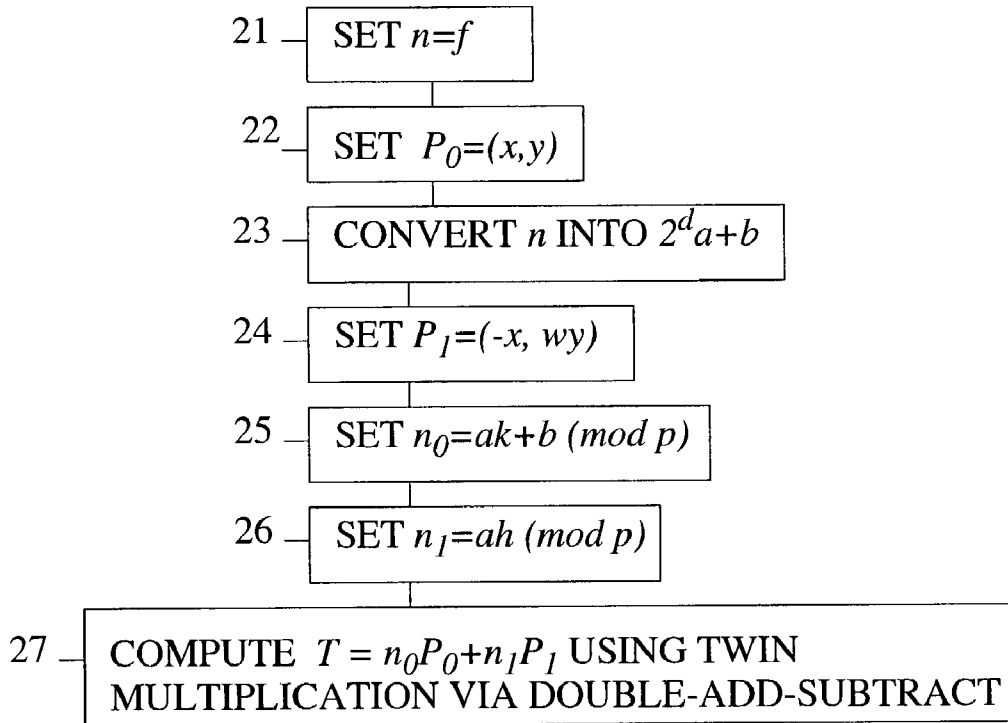 21 SET n=f
22 SET P₀=(x,y)
23 CONVERT n INTO 2ᵈa+b
24 SET P₁=(-x, wy)
25 SET n₀=ak+b (mod p)
26 SET n₁=ah (mod p)
27 COMPUTE T = n₀P₀+n₁P₁ USING TWIN
MULTIPLICATION VIA DOUBLE-ADD-SUBTRACT